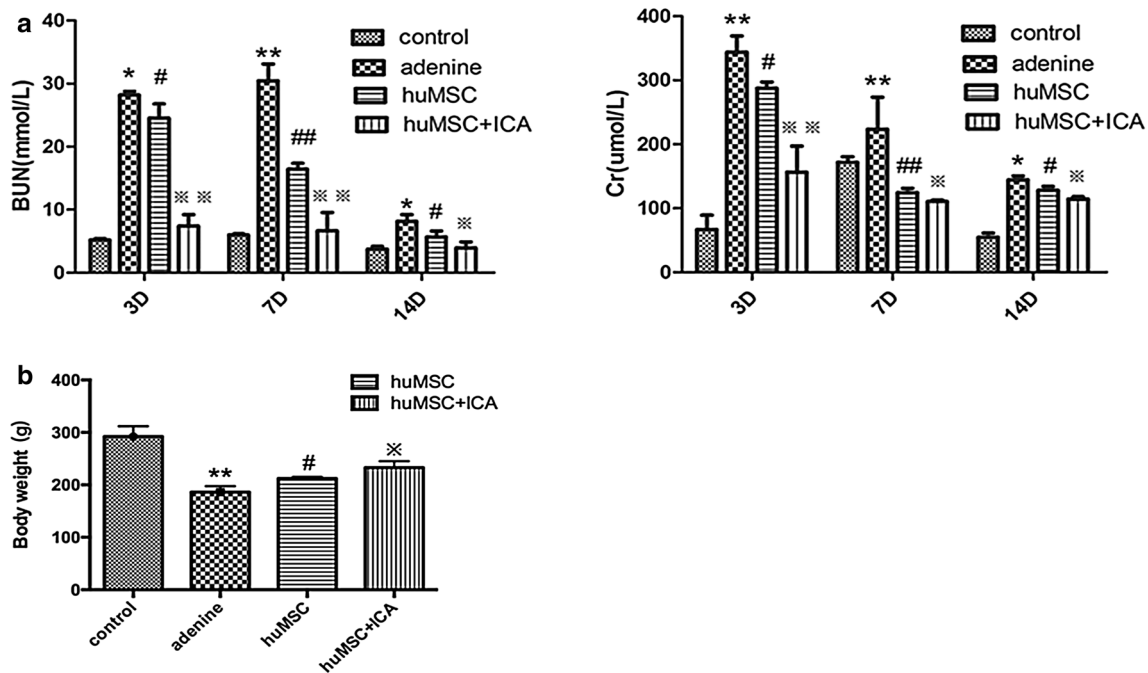 a
BUN(mmol/L)
40
30
20
10
0
* # ※ ※
** ## ※ ※
* # ※
3D 7D 14D
control
adenine
huMSC
huMSC+ICA
Cr(umol/L)
400
300
200
100
0
** # ※ ※
** ## ※
* # ※
3D 7D 14D
control
adenine
huMSC
huMSC+ICA
b
Body weight (g)
400
300
200
100
0
** # ※
control adenine huMSC huMSC+ICA
huMSC
huMSC+ICA